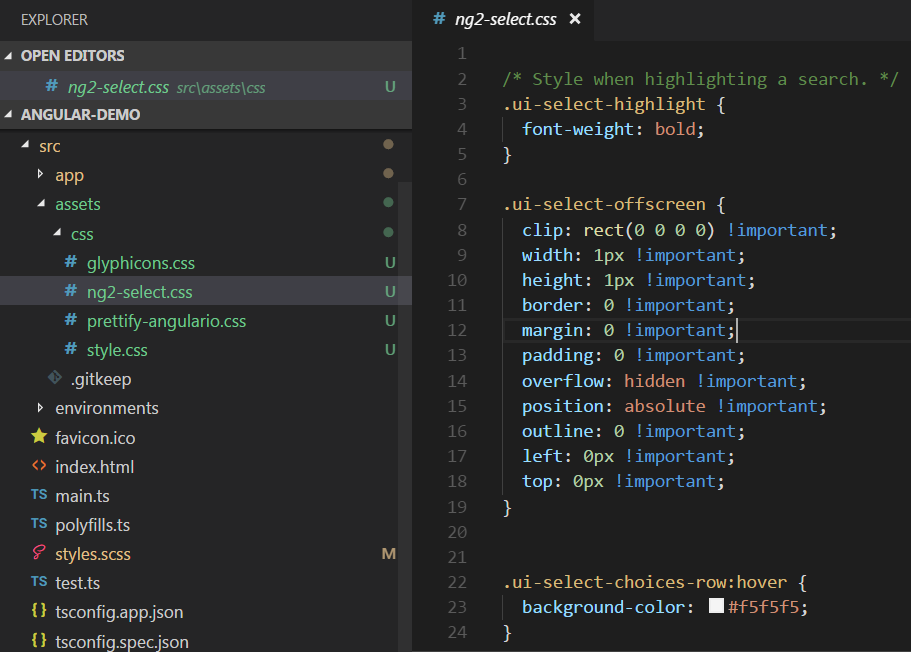 EXPLORER
OPEN EDITORS
# ng2-select.css src\assets\css U
ANGULAR-DEMO
src
app
assets
css
# glyphicons.css U
# ng2-select.css U
# prettify-angulario.css U
# style.css U
.gitkeep
environments
favicon.ico
<> index.html
TS main.ts
TS polyfills.ts
styles.scss M
TS test.ts
{} tsconfig.app.json
{} tsconfig.spec.json
# ng2-select.css ×
1
2 /* Style when highlighting a search. */
3 .ui-select-highlight {
4 font-weight: bold;
5 }
6
7 .ui-select-offscreen {
8 clip: rect(0 0 0 0) !important;
9 width: 1px !important;
10 height: 1px !important;
11 border: 0 !important;
12 margin: 0 !important;
13 padding: 0 !important;
14 overflow: hidden !important;
15 position: absolute !important;
16 outline: 0 !important;
17 left: 0px !important;
18 top: 0px !important;
19 }
20
21
22 .ui-select-choices-row:hover {
23 background-color: #f5f5f5;
24 }